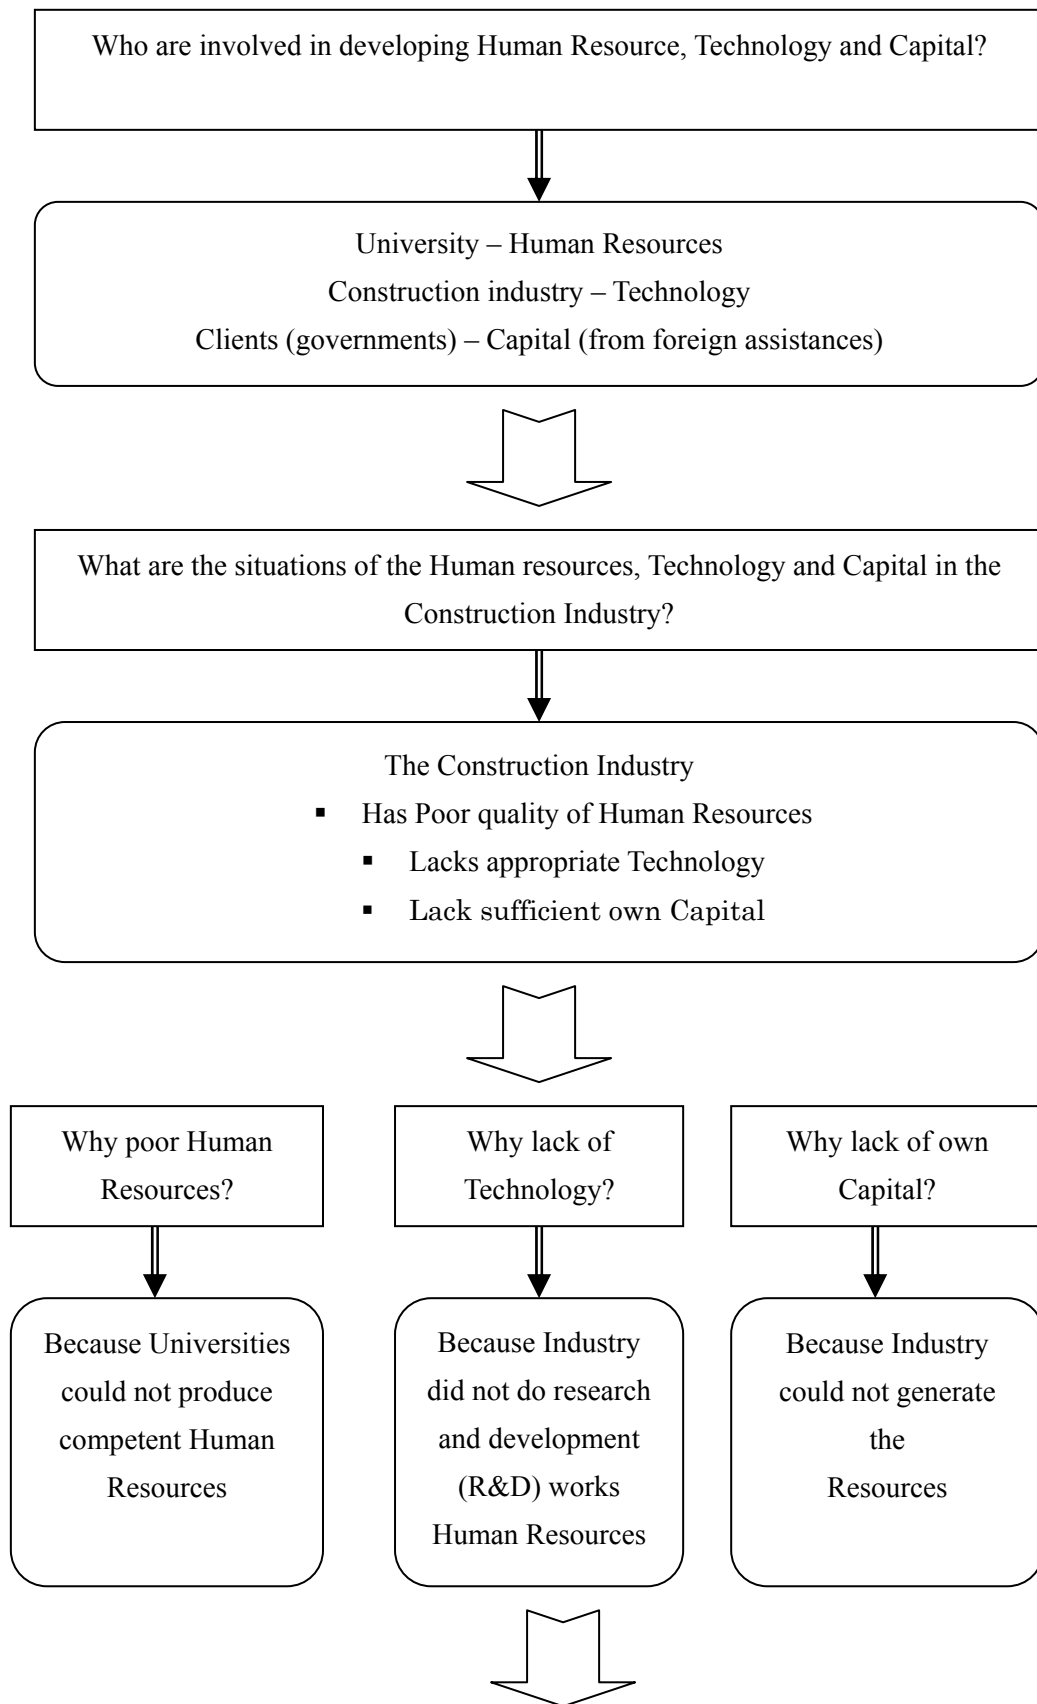 Who are involved in developing Human Resource, Technology and Capital?
University – Human Resources
Construction industry – Technology
Clients (governments) – Capital (from foreign assistances)
What are the situations of the Human resources, Technology and Capital in the
Construction Industry?
The Construction Industry
▪ Has Poor quality of Human Resources
▪ Lacks appropriate Technology
▪ Lack sufficient own Capital
Why poor Human
Resources?
Why lack of
Technology?
Why lack of own
Capital?
Because Universities
could not produce
competent Human
Resources
Because Industry
did not do research
and development
(R&D) works
Human Resources
Because Industry
could not generate
the
Resources